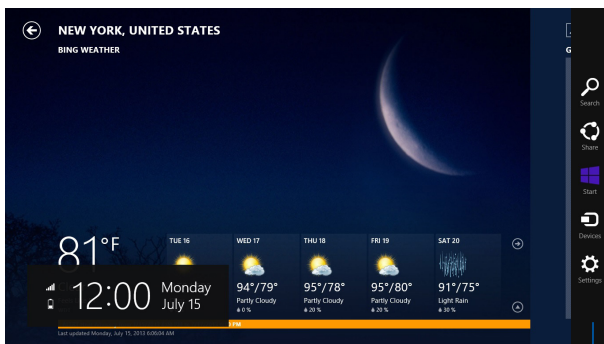 NEW YORK, UNITED STATES
BING WEATHER
81°F
TUE 16
WED 17
94°/79°
Partly Cloudy
0 %
THU 18
95°/78°
Partly Cloudy
20 %
FRI 19
95°/80°
Partly Cloudy
20 %
SAT 20
91°/75°
Light Rain
30 %
12:00
Monday
July 15
PM
Last updated Monday, July 15, 2013 6:06:04 AM
G
Search
Share
Start
Devices
Settings